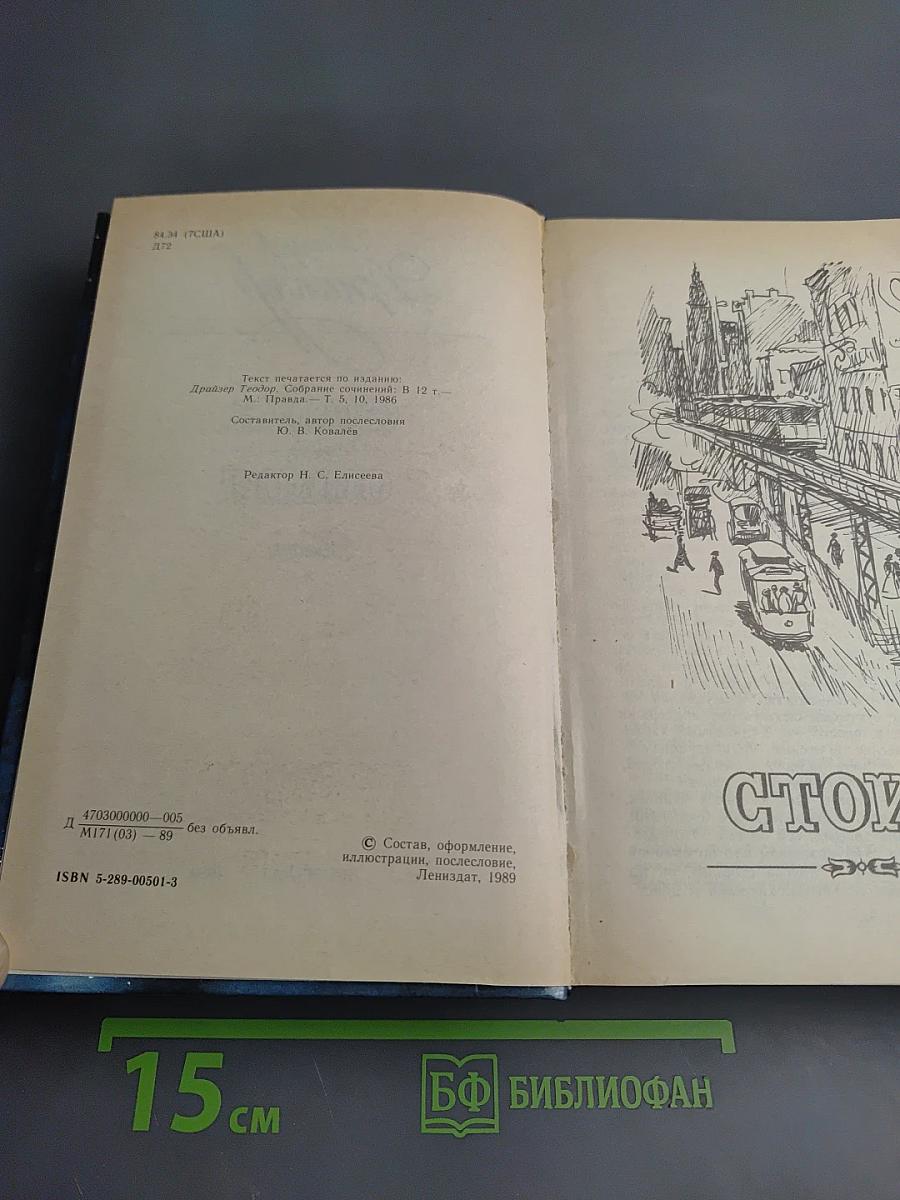 84.34 (7США)
Д72
Текст печатается по изданию:
Драйзер Теодор. Собрание сочинений: В 12 т.—
М.: Правда.— Т. 5, 10, 1986
Составитель, автор послесловия
Ю. В. Ковалёв
Редактор Н. С. Елисеева
Д 4703000000—005
М171(03) — 89 без объявл.
© Состав, оформление,
иллюстрации, послесловие,
Лениздат, 1989
ISBN 5-289-00501-3
СТОИ
15 см
БФ БИБЛИОФАН